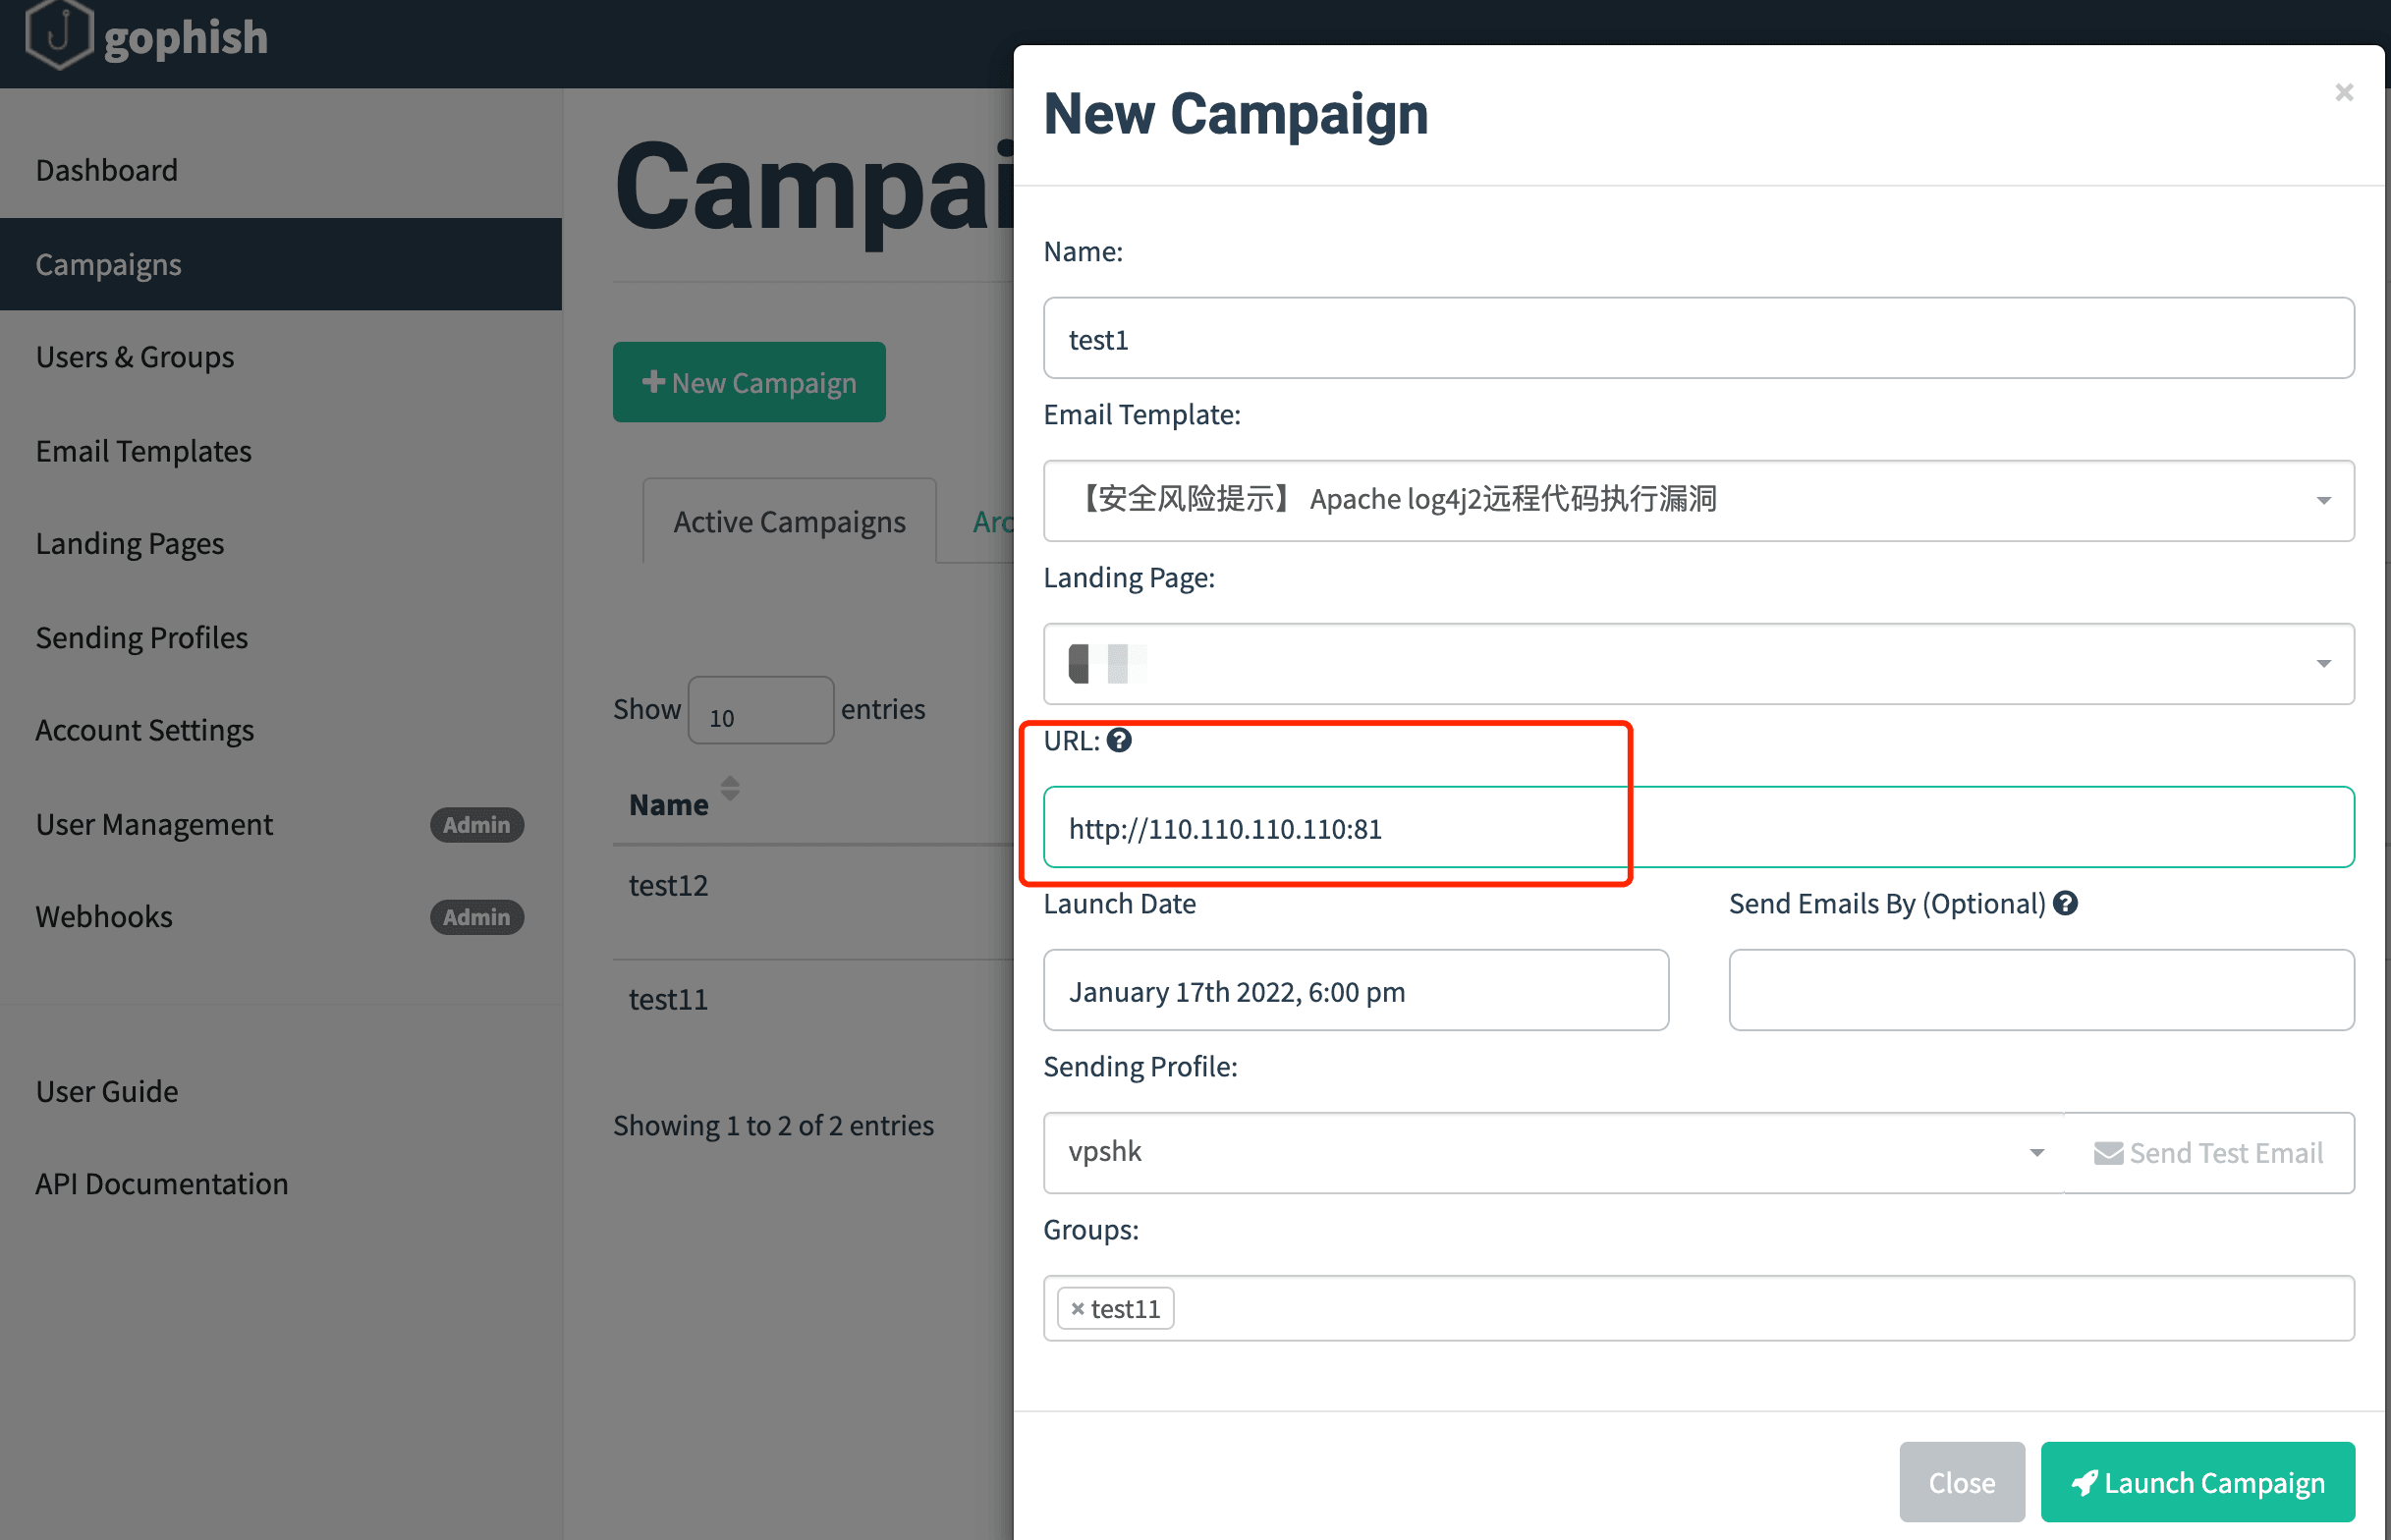 gophish
Dashboard
Campaigns
Users & Groups
Email Templates
Landing Pages
Sending Profiles
Account Settings
User Management Admin
Webhooks Admin
User Guide
API Documentation
New Campaign
Active Campaigns
Show 10 entries
Name
test12
test11
Showing 1 to 2 of 2 entries
New Campaign
×
Name:
test1
Email Template:
【安全风险提示】 Apache log4j2远程代码执行漏洞
Landing Page:
URL: ?
http://110.110.110.110:81
Launch Date
Send Emails By (Optional) ?
January 17th 2022, 6:00 pm
Sending Profile:
vpshk
Send Test Email
Groups:
× test11
Close
Launch Campaign